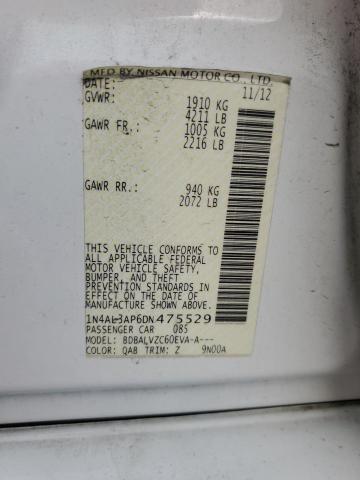 MFD BY NISSAN MOTOR CO., LTD.
DATE: 11/12
GVWR: 1910 KG
4211 LB
GAWR FR.: 1005 KG
2216 LB
GAWR RR.: 940 KG
2072 LB
THIS VEHICLE CONFORMS TO
ALL APPLICABLE FEDERAL
MOTOR VEHICLE SAFETY,
BUMPER, AND THEFT
PREVENTION STANDARDS
IN EFFECT ON THE DATE OF
MANUFACTURE SHOWN ABOVE.
1N4AL3AP6DN475529
PASSENGER CAR 085
MODEL: BDBALVZC60EVA-A---
COLOR: QAB TRIM: Z 9N00A